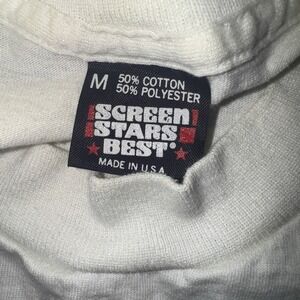 M 50% COTTON
50% POLYESTER
SCREEN
STARS
BEST®
MADE IN U.S.A.